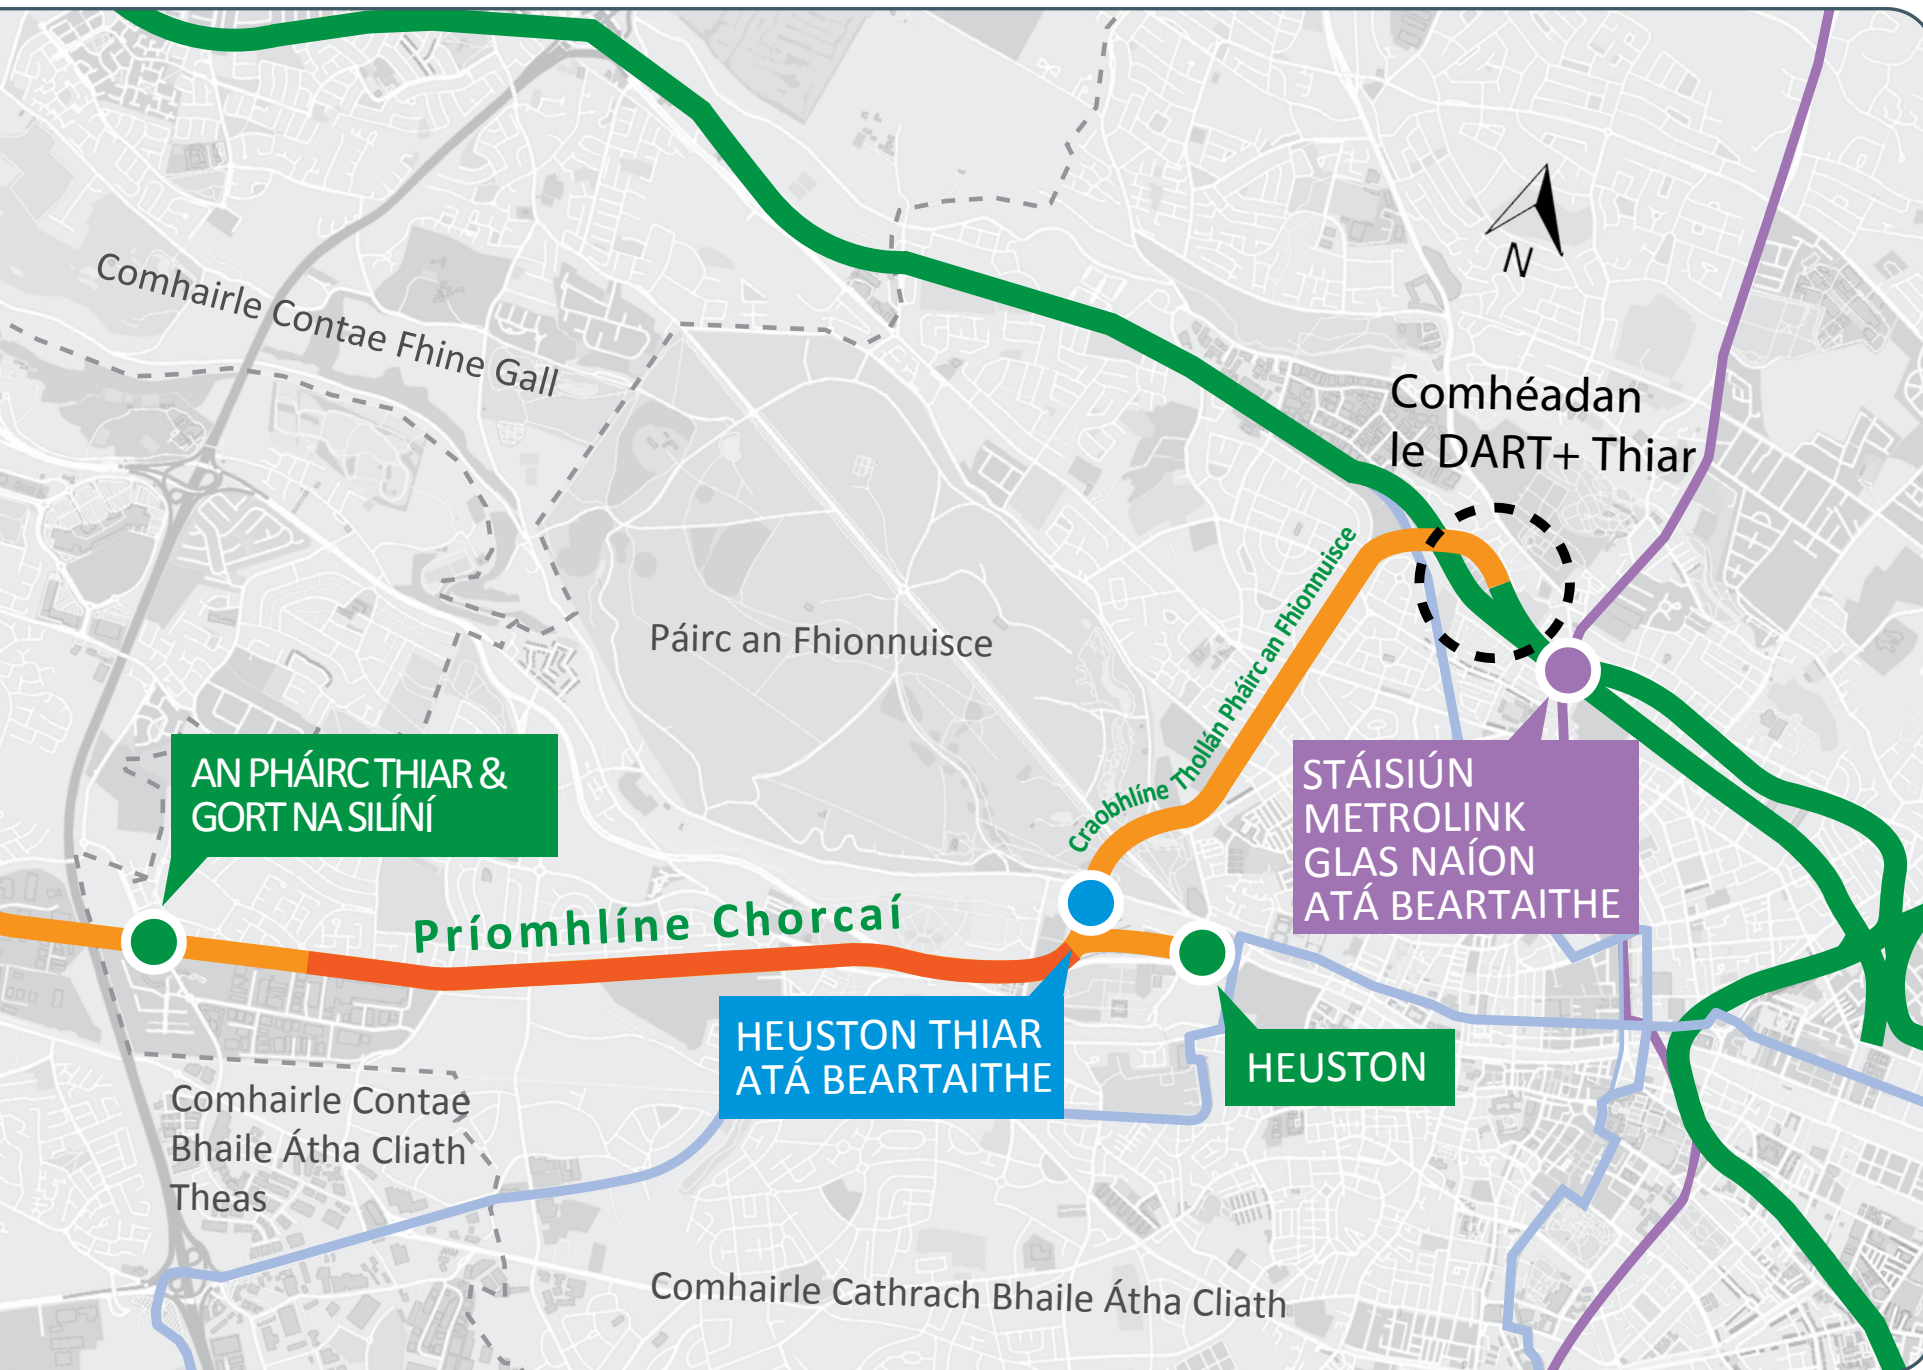 Comhairle Contae Fhine Gall
N
Comhéadan
le DART+ Thiar
Páirc an Fhionnuisce
Craobhlíne Thollán Pháirc an Fhionnuisce
AN PHÁIRC THIAR &
GORT NA SILÍNÍ
STÁISIÚN
METROLINK
GLAS NAÍON
ATÁ BEARTAITHE
Príomhlíne Chorcaí
HEUSTON THIAR
ATÁ BEARTAITHE
HEUSTON
Comhairle Contae
Bhaile Átha Cliath
Theas
Comhairle Cathrach Bhaile Átha Cliath